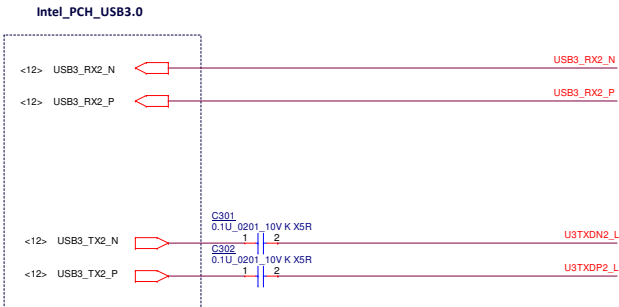 Intel_PCH_USB3.0
<12> USB3_RX2_N USB3_RX2_N
<12> USB3_RX2_P USB3_RX2_P
C301
0.1U_0201_10V K X5R
<12> USB3_TX2_N 1 2 U3TXDN2_L
C302
0.1U_0201_10V K X5R
<12> USB3_TX2_P 1 2 U3TXDP2_L